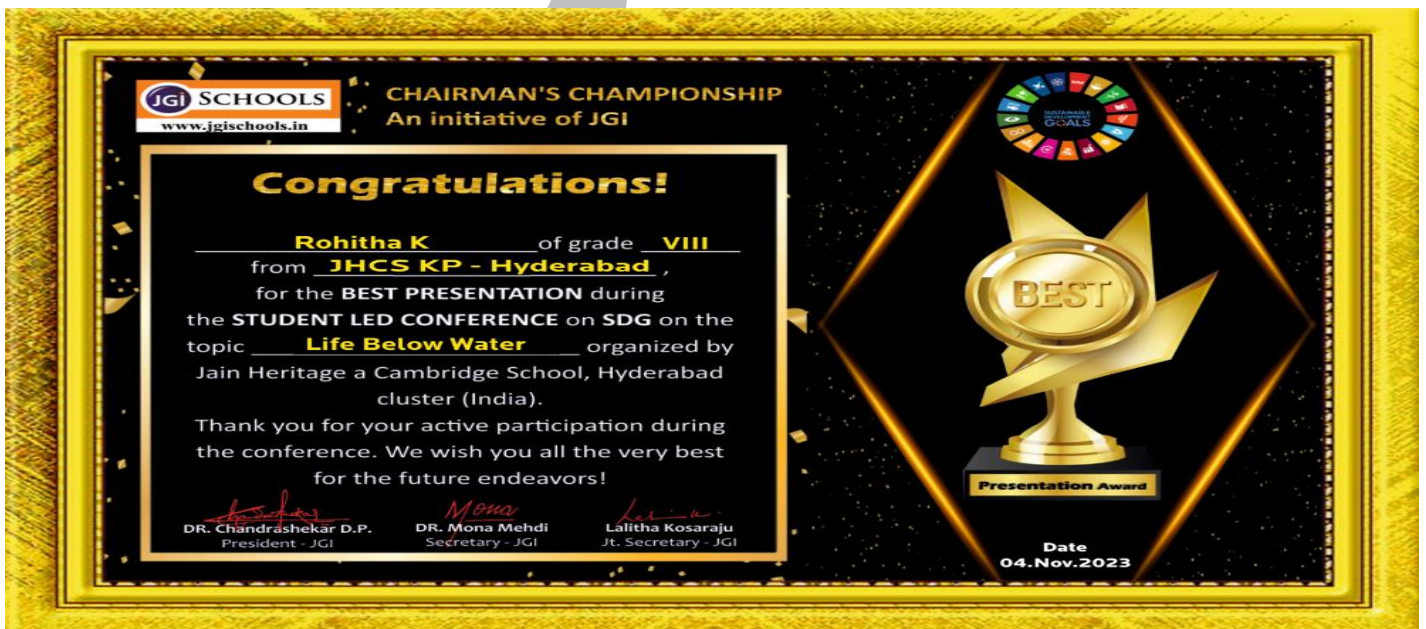 JGI SCHOOLS
www.jgischools.in
CHAIRMAN'S CHAMPIONSHIP
An initiative of JGI
SUSTAINABLE
DEVELOPMENT
GOALS
Congratulations!
Rohitha K of grade VIII
from JHCS KP - Hyderabad ,
for the BEST PRESENTATION during
the STUDENT LED CONFERENCE on SDG on the
topic Life Below Water organized by
Jain Heritage a Cambridge School, Hyderabad
cluster (India).
Thank you for your active participation during
the conference. We wish you all the very best
for the future endeavors!
Mona
DR. Chandrashekar D.P.
President - JGI
DR. Mona Mehdi
Secretary - JGI
Lalitha Kosaraju
Jt. Secretary - JGI
BEST
Presentation Award
Date
04.Nov.2023